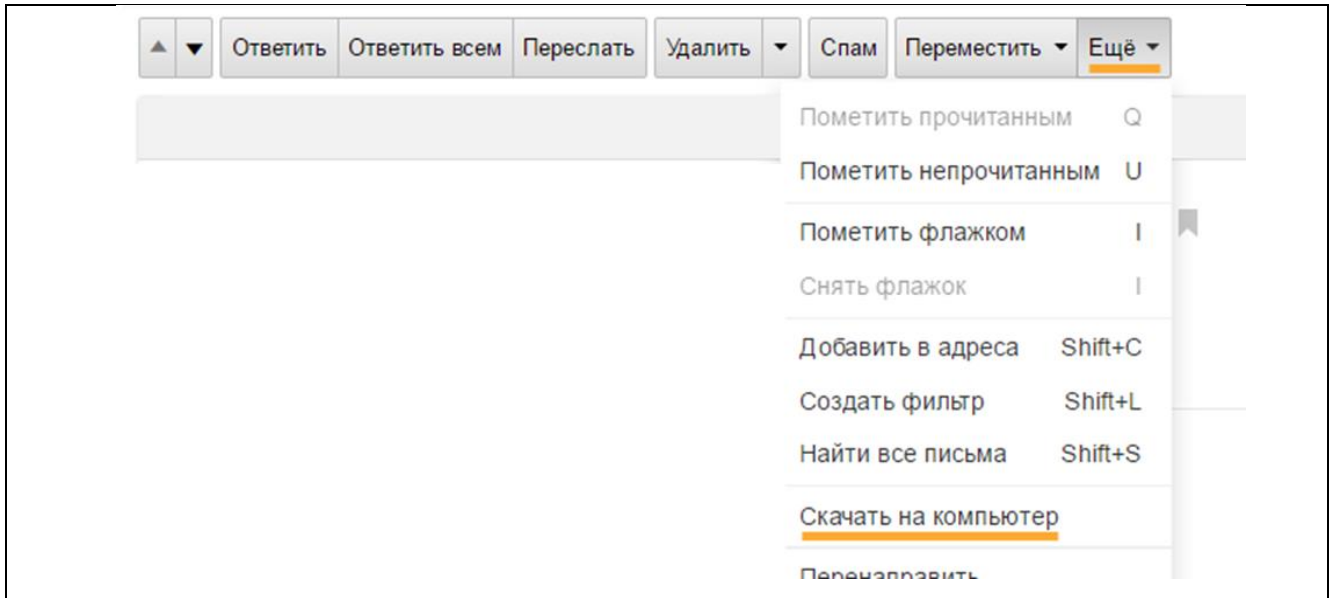 Ответить Ответить всем Переслать Удалить Спам Переместить Ещё
Пометить прочитанным Q
Пометить непрочитанным U
Пометить флажком I
Снять флажок I
Добавить в адреса Shift+C
Создать фильтр Shift+L
Найти все письма Shift+S
Скачать на компьютер
Перенаправить